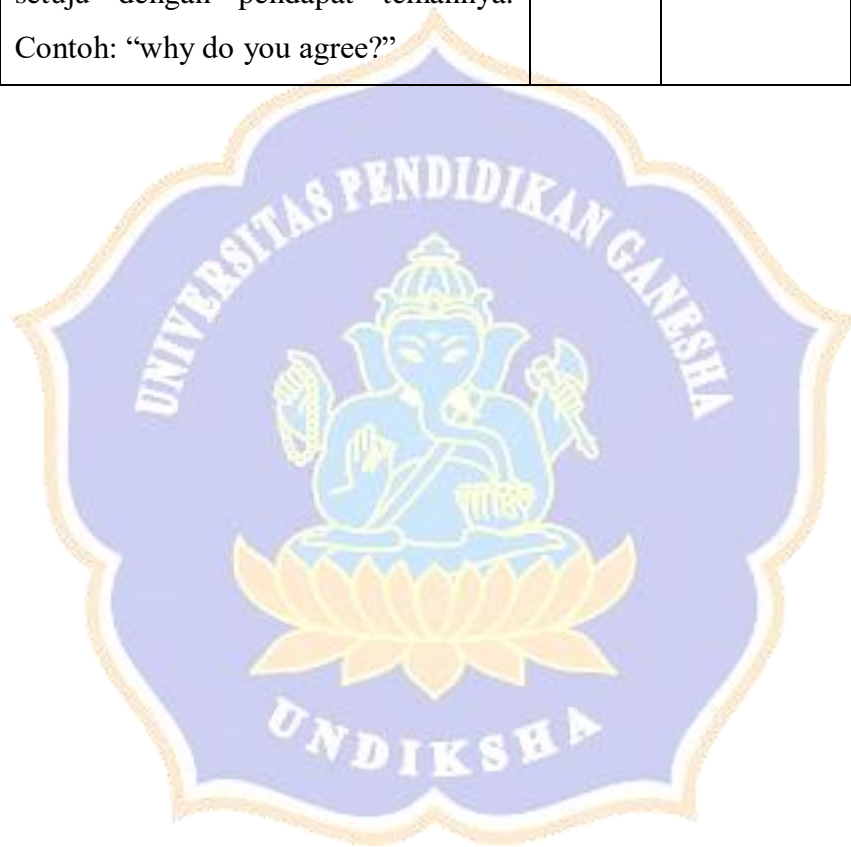 setuju dengan pendapat temannya.
Contoh: “why do you agree?”
UNIVERSITAS PENDIDIKAN GANESHA
UNDIKSHA